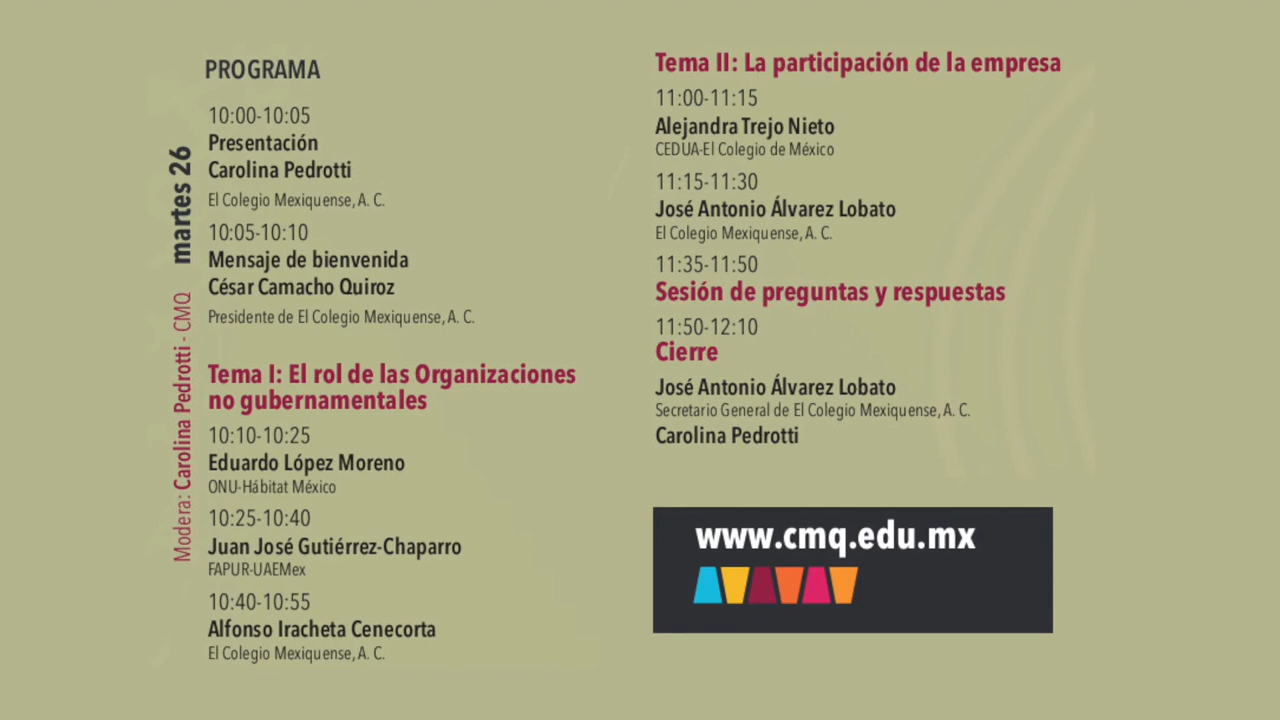 PROGRAMA
martes 26
Modera: Carolina Pedrotti - CMQ
10:00-10:05
Presentación
Carolina Pedrotti
El Colegio Mexiquense, A. C.
10:05-10:10
Mensaje de bienvenida
César Camacho Quiroz
Presidente de El Colegio Mexiquense, A. C.
Tema I: El rol de las Organizaciones
no gubernamentales
10:10-10:25
Eduardo López Moreno
ONU-Hábitat México
10:25-10:40
Juan José Gutiérrez-Chaparro
FAPUR-UAEMex
10:40-10:55
Alfonso Iracheta Cenecorta
El Colegio Mexiquense, A. C.
Tema II: La participación de la empresa
11:00-11:15
Alejandra Trejo Nieto
CEDUA-El Colegio de México
11:15-11:30
José Antonio Álvarez Lobato
El Colegio Mexiquense, A. C.
11:35-11:50
Sesión de preguntas y respuestas
11:50-12:10
Cierre
José Antonio Álvarez Lobato
Secretario General de El Colegio Mexiquense, A. C.
Carolina Pedrotti
www.cmq.edu.mx